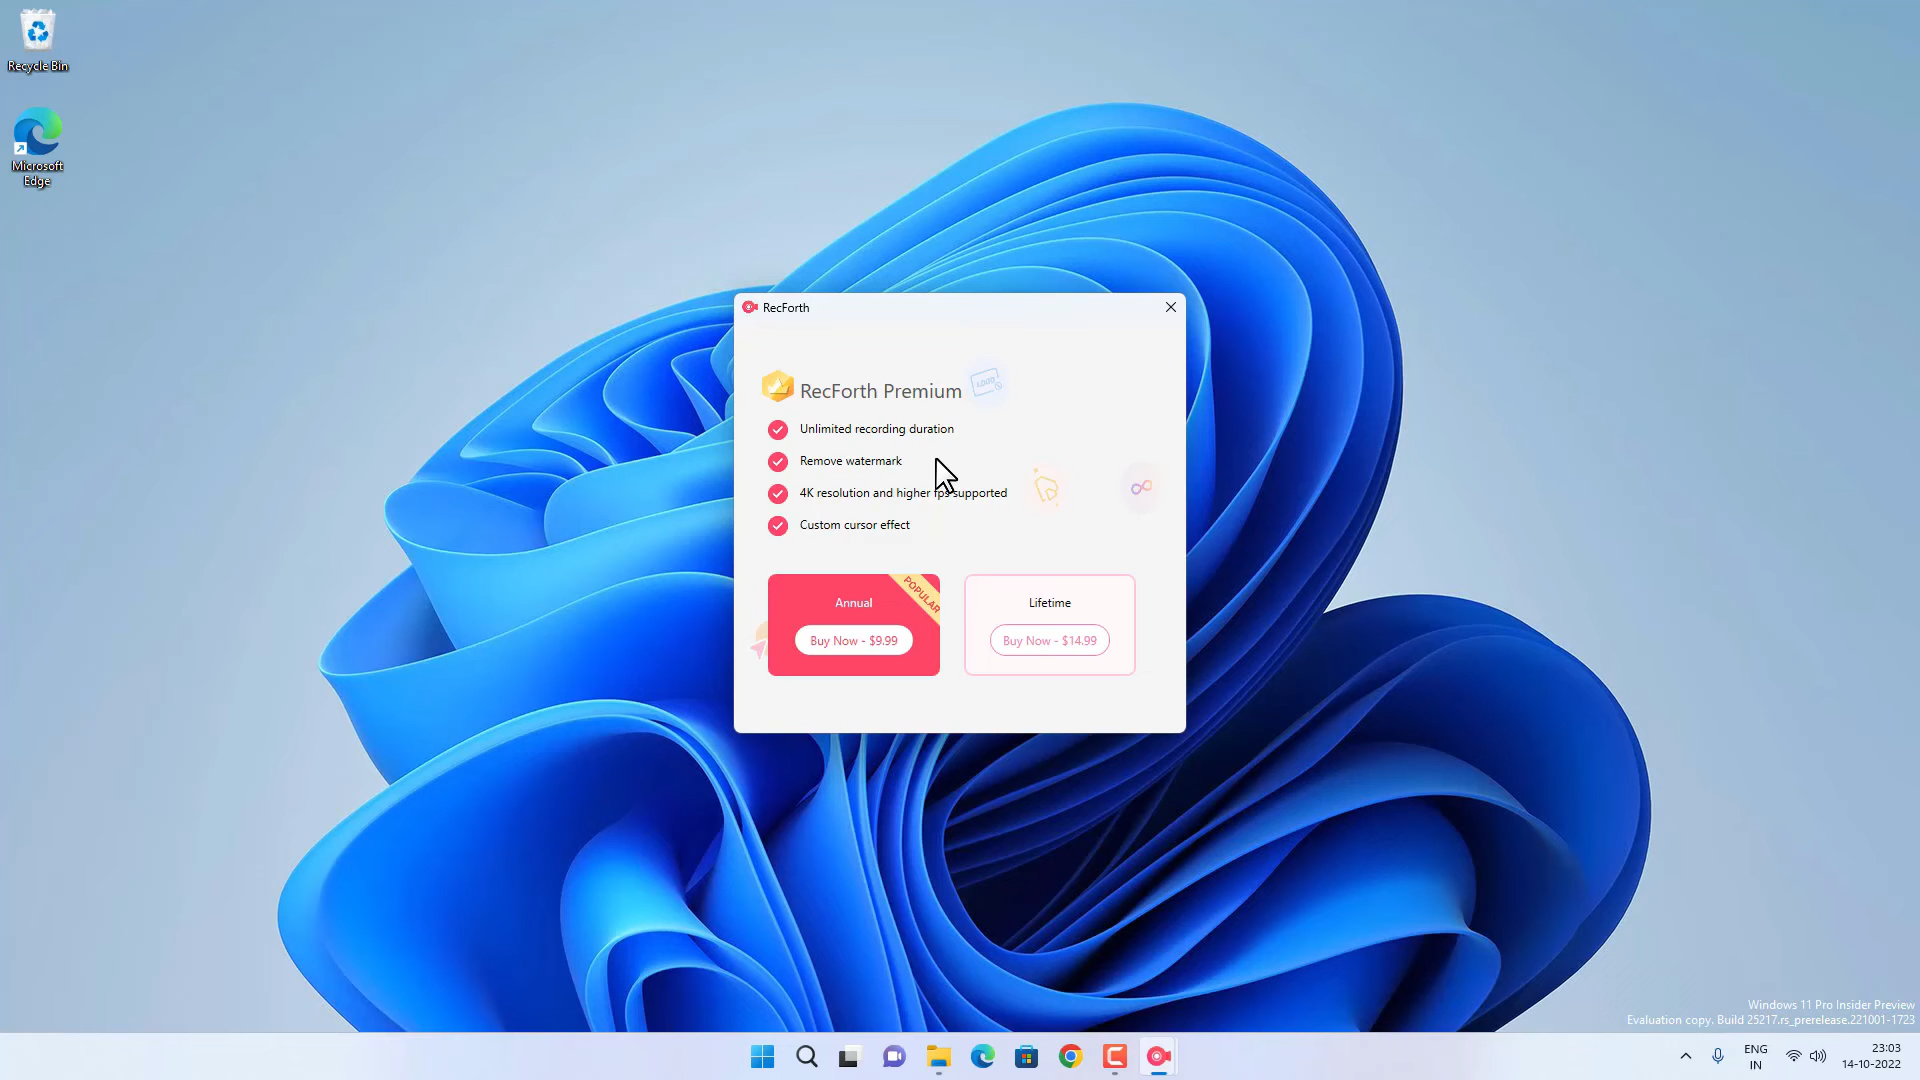 Recycle Bin
Microsoft
Edge
RecForth
RecForth Premium
LOGO
Unlimited recording duration
Remove watermark
4K resolution and higher fps supported
Custom cursor effect
Annual
POPULAR
Buy Now - $9.99
Lifetime
Buy Now - $14.99
Windows 11 Pro Insider Preview
Evaluation copy. Build 25217.rs_prerelease.221001-1723
ENG
IN
23:03
14-10-2022